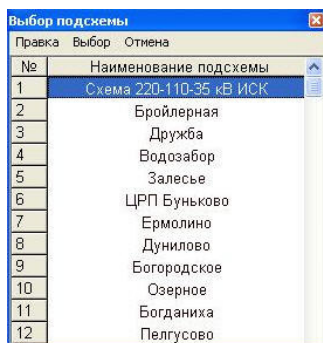 Выбор подсхемы
Правка Выбор Отмена
№ Наименование подсхемы
1 Схема 220-110-35 кВ ИСК
2 Бройлерная
3 Дружба
4 Водозабор
5 Залесье
6 ЦРП Буньково
7 Ермолино
8 Дунилово
9 Богородское
10 Озерное
11 Богданиха
12 Пелгусово